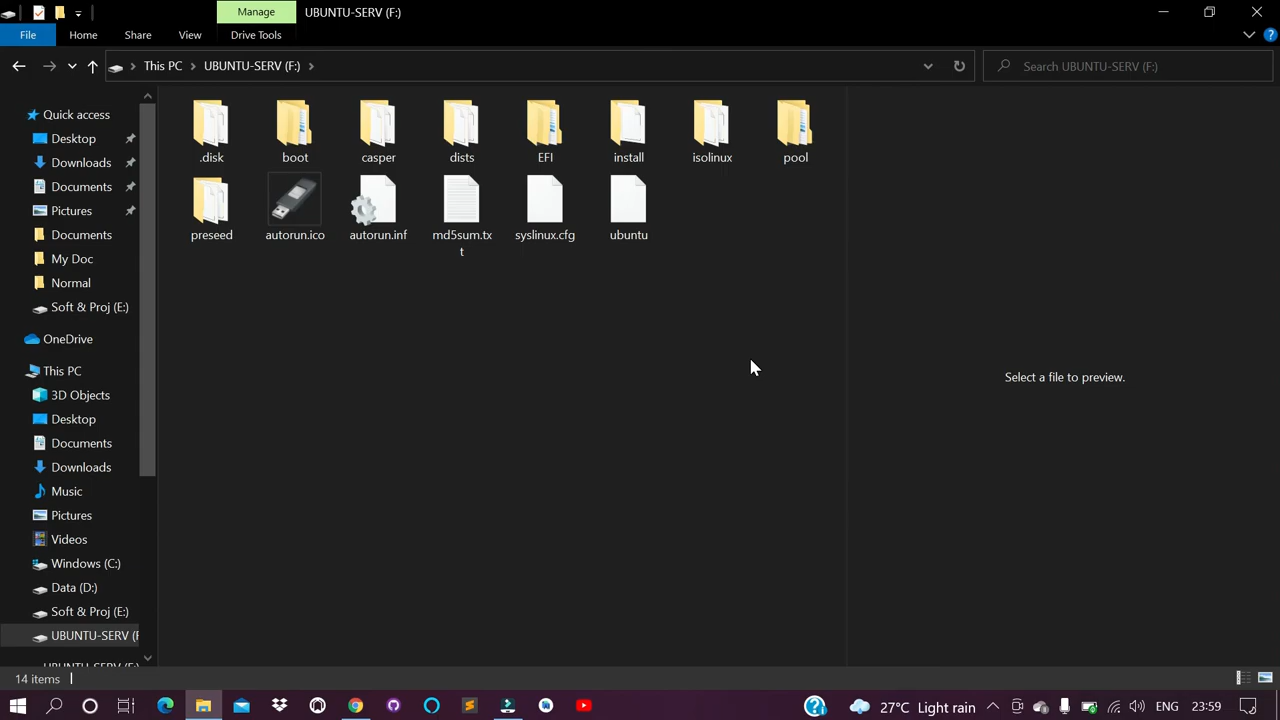 Manage
UBUNTU-SERV (F:)
File
Home
Share
View
Drive Tools
This PC
UBUNTU-SERV (F:)
Search UBUNTU-SERV (F:)
Quick access
Desktop
Downloads
Documents
Pictures
Documents
My Doc
Normal
Soft & Proj (E:)
OneDrive
This PC
3D Objects
Desktop
Documents
Downloads
Music
Pictures
Videos
Windows (C:)
Data (D:)
Soft & Proj (E:)
UBUNTU-SERV (F
UBUNTU-SERV (F:)
.disk
boot
casper
dists
EFI
install
isolinux
pool
preseed
autorun.ico
autorun.inf
md5sum.tx
t
syslinux.cfg
ubuntu
Select a file to preview.
14 items
27°C Light rain
ENG
23:59